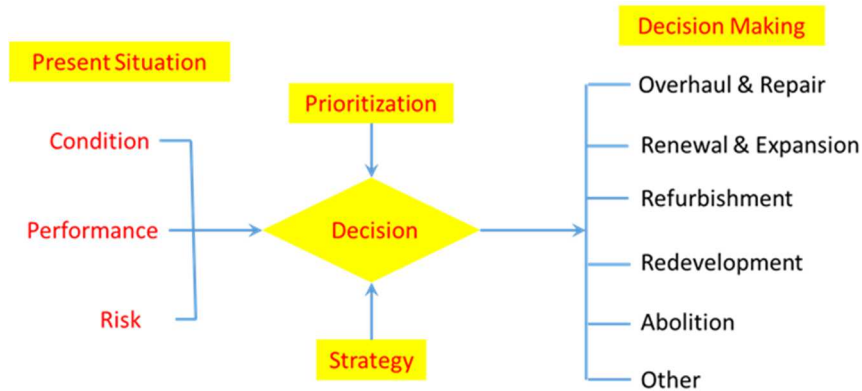 Decision Making
Present Situation
Prioritization
Overhaul & Repair
Condition
Renewal & Expansion
Refurbishment
Performance
Decision
Redevelopment
Risk
Abolition
Strategy
Other